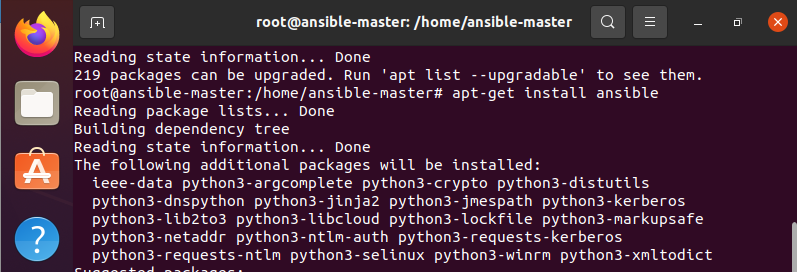 root@ansible-master: /home/ansible-master
Reading state information... Done
219 packages can be upgraded. Run 'apt list --upgradable' to see them.
root@ansible-master:/home/ansible-master# apt-get install ansible
Reading package lists... Done
Building dependency tree
Reading state information... Done
The following additional packages will be installed:
  ieee-data python3-argcomplete python3-crypto python3-distutils
  python3-dnspython python3-jinja2 python3-jmespath python3-kerberos
  python3-lib2to3 python3-libcloud python3-lockfile python3-markupsafe
  python3-netaddr python3-ntlm-auth python3-requests-kerberos
  python3-requests-ntlm python3-selinux python3-winrm python3-xmltodict
Suggested packages: